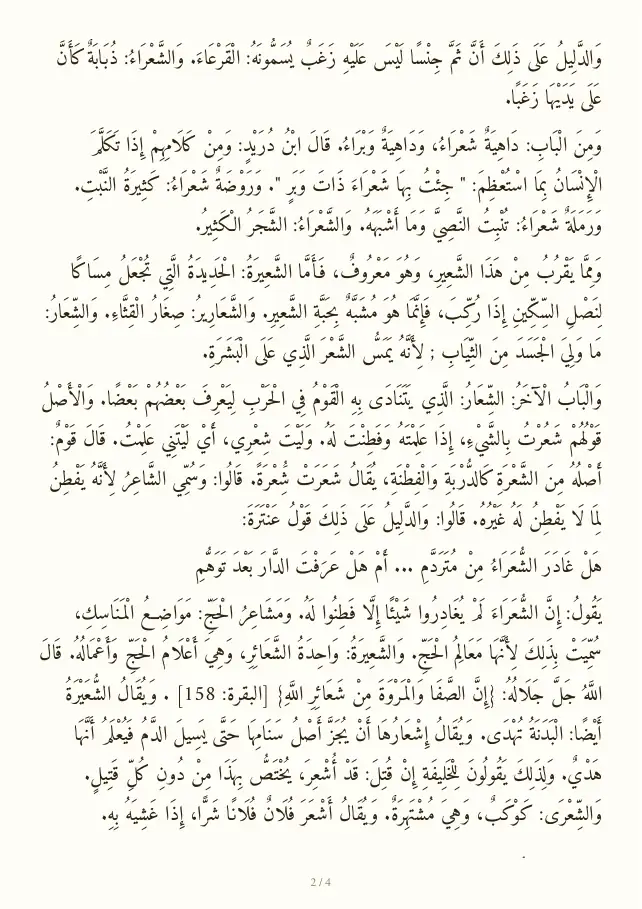 وَالدَّلِيلُ عَلَى ذَلِكَ أَنَّ ثَمَّ جِنْسًا لَيْسَ عَلَيْهِ زَغَبٌ يُسَمُّونَهُ: الْقَرْعَاءَ. وَالشَّعْرَاءُ: ذُبَابَةٌ كَأَنَّ
عَلَى يَدَيْهَا زَغَبًا.
وَمِنَ الْبَابِ: دَاهِيَةٌ شَعْرَاءُ، وَدَاهِيَةٌ وَبْرَاءُ. قَالَ ابْنُ دُرَيْدٍ: وَمِنْ كَلَامِهِمْ إِذَا تَكَلَّمَ
الْإِنْسَانُ بِمَا اسْتُعْظِمَ: " جِئْتُ بِهَا شَعْرَاءَ ذَاتَ وَبَرٍ ". وَرَوْضَةٌ شَعْرَاءُ: كَثِيرَةُ النَّبْتِ.
وَرَمْلَةٌ شَعْرَاءُ: تُنْبِتُ النَّصِيَّ وَمَا أَشْبَهَهُ. وَالشَّعْرَاءُ: الشَّجَرُ الْكَثِيرُ.
وَمِمَّا يَقْرُبُ مِنْ هَذَا الشَّعِيرِ، وَهُوَ مَعْرُوفٌ، فَأَمَّا الشَّعِيرَةُ: الْحَدِيدَةُ الَّتِي تُجْعَلُ مِسَاكًا
لِنَصْلِ السِّكِّينِ إِذَا رُكِّبَ، فَإِنَّمَا هُوَ مُشَبَّهٌ بِحَبَّةِ الشَّعِيرِ. وَالشَّعَارِيرُ: صِغَارُ الْقِثَّاءِ. وَالشِّعَارُ:
مَا وَلِيَ الْجَسَدَ مِنَ الثِّيَابِ ; لِأَنَّهُ يَمَسُّ الشَّعْرَ الَّذِي عَلَى الْبَشَرَةِ.
وَالْبَابُ الْآخَرُ: الشِّعَارُ: الَّذِي يَتَنَادَى بِهِ الْقَوْمُ فِي الْحَرْبِ لِيَعْرِفَ بَعْضُهُمْ بَعْضًا. وَالْأَصْلُ
قَوْلُهُمْ شَعَرْتُ بِالشَّيْءِ، إِذَا عَلِمْتَهُ وَفَطِنْتَ لَهُ. وَلَيْتَ شِعْرِي، أَيْ لَيْتَنِي عَلِمْتُ. قَالَ قَوْمٌ:
أَصْلُهُ مِنَ الشَّعْرَةِ كَالدُّرْبَةِ وَالْفِطْنَةِ، يُقَالُ شَعَرَتْ شَُعْرَةً. قَالُوا: وَسُمِّيَ الشَّاعِرُ لِأَنَّهُ يَفْطِنُ
لِمَا لَا يَفْطِنُ لَهُ غَيْرُهُ. قَالُوا: وَالدَّلِيلُ عَلَى ذَلِكَ قَوْلُ عَنْتَرَةَ:
هَلْ غَادَرَ الشُّعَرَاءُ مِنْ مُتَرَدَّمِ ... أَمْ هَلْ عَرَفْتَ الدَّارَ بَعْدَ تَوَهُّمِ
يَقُولُ: إِنَّ الشُّعَرَاءَ لَمْ يُغَادِرُوا شَيْئًا إِلَّا فَطِنُوا لَهُ. وَمَشَاعِرُ الْحَجِّ: مَوَاضِعُ الْمَنَاسِكِ،
سُمِّيَتْ بِذَلِكَ لِأَنَّهَا مَعَالِمُ الْحَجِّ. وَالشَّعِيرَةُ: وَاحِدَةُ الشَّعَائِرِ، وَهِيَ أَعْلَامُ الْحَجِّ وَأَعْمَالُهُ. قَالَ
اللَّهُ جَلَّ جَلَالُهُ: {إِنَّ الصَّفَا وَالْمَرْوَةَ مِنْ شَعَائِرِ اللَّهِ} [البقرة: 158] . وَيُقَالُ الشَّعِيْرَةُ
أَيْضًا: الْبَدَنَةُ تُهْدَى. وَيُقَالُ إِشْعَارُهَا أَنْ يُجَزَّ أَصْلُ سَنَامِهَا حَتَّى يَسِيلَ الدَّمُ فَيُعْلَمُ أَنَّهَا
هَدْيٌ. وَلِذَلِكَ يَقُولُونَ لِلْخَلِيفَةِ إِنْ قُتِلَ: قَدْ أُشْعِرَ، يُخْتَصُّ بِهَذَا مِنْ دُونِ كُلِّ قَتِيلٍ.
وَالشِّعْرَى: كَوْكَبٌ، وَهِيَ مُشْتَهِرَةٌ. وَيُقَالُ أَشْعَرَ فُلَانٌ فُلَانًا شَرًّا، إِذَا غَشِيَهُ بِهِ.
2 / 4